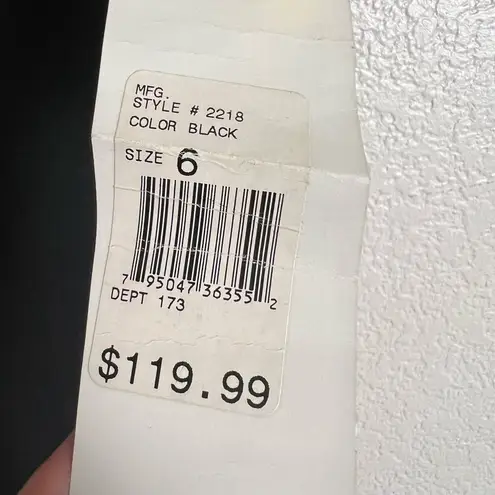 MFG.
STYLE # 2218
COLOR BLACK
SIZE 6
7 95047 36355 2
DEPT 173
$119.99